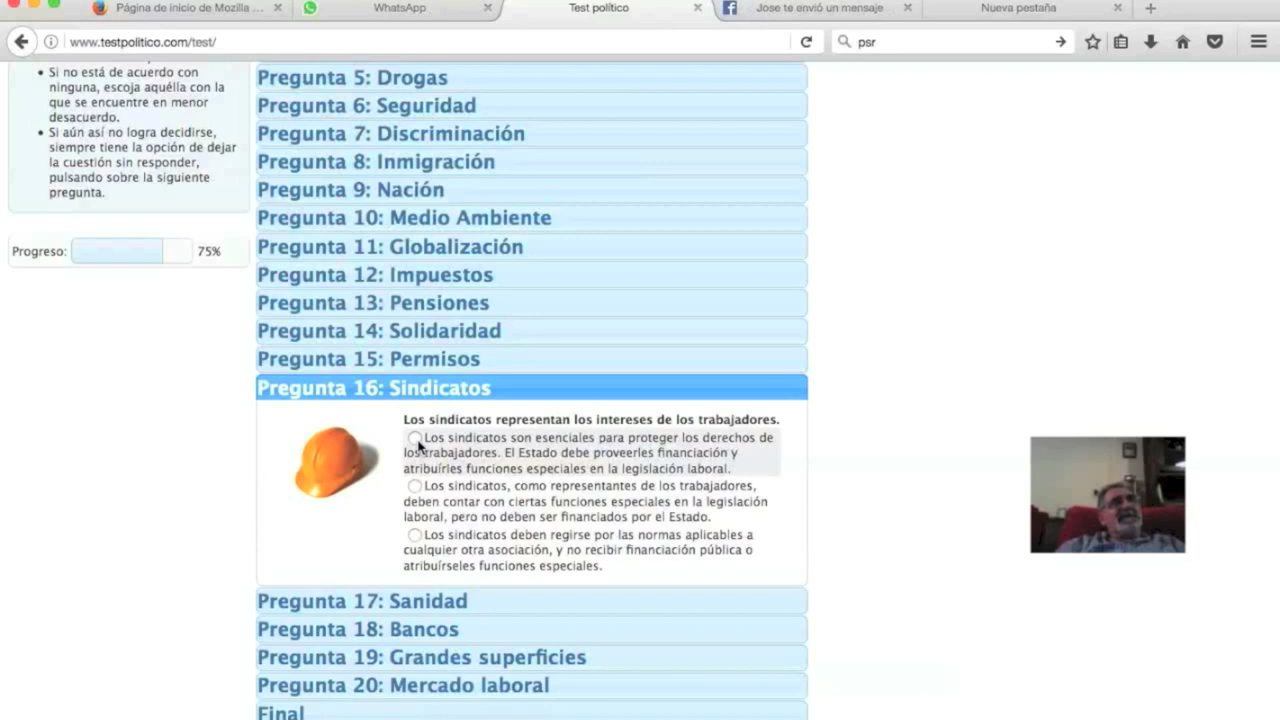 Página de inicio de Mozilla ...
WhatsApp
Test político
Jose te envió un mensaje
Nueva pestaña
www.testpolitico.com/test/
psr
Si no está de acuerdo con
ninguna, escoja aquélla con la
que se encuentre en menor
desacuerdo.
Si aún así no logra decidirse,
siempre tiene la opción de dejar
la cuestión sin responder,
pulsando sobre la siguiente
pregunta.
Progreso: 75%
Pregunta 5: Drogas
Pregunta 6: Seguridad
Pregunta 7: Discriminación
Pregunta 8: Inmigración
Pregunta 9: Nación
Pregunta 10: Medio Ambiente
Pregunta 11: Globalización
Pregunta 12: Impuestos
Pregunta 13: Pensiones
Pregunta 14: Solidaridad
Pregunta 15: Permisos
Pregunta 16: Sindicatos
Los sindicatos representan los intereses de los trabajadores.
Los sindicatos son esenciales para proteger los derechos de
los trabajadores. El Estado debe proveerles financiación y
atribuírles funciones especiales en la legislación laboral.
Los sindicatos, como representantes de los trabajadores,
deben contar con ciertas funciones especiales en la legislación
laboral, pero no deben ser financiados por el Estado.
Los sindicatos deben regirse por las normas aplicables a
cualquier otra asociación, y no recibir financiación pública o
atribuírseles funciones especiales.
Pregunta 17: Sanidad
Pregunta 18: Bancos
Pregunta 19: Grandes superficies
Pregunta 20: Mercado laboral
Final